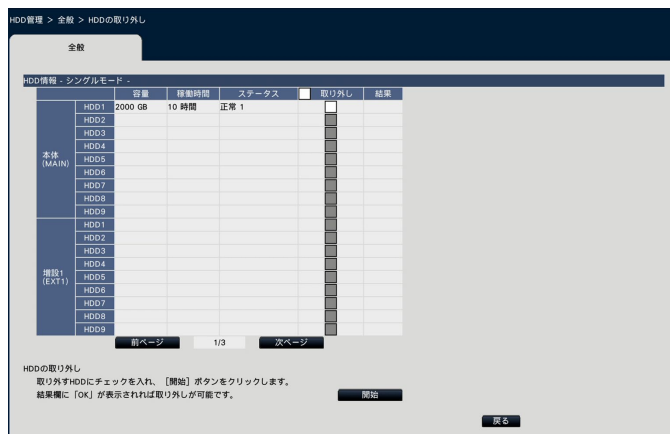 HDD管理 > 全般 > HDDの取り外し
全般
HDD情報 - シングルモード -
容量 稼働時間 ステータス 取り外し 結果
本体
(MAIN)
HDD1 2000 GB 10 時間 正常 1
HDD2
HDD3
HDD4
HDD5
HDD6
HDD7
HDD8
HDD9
増設1
(EXT1)
HDD1
HDD2
HDD3
HDD4
HDD5
HDD6
HDD7
HDD8
HDD9
前ページ 1/3 次ページ
HDDの取り外し
取り外すHDDにチェックを入れ、［開始］ボタンをクリックします。
結果欄に「OK」が表示されれば取り外しが可能です。 開始
戻る